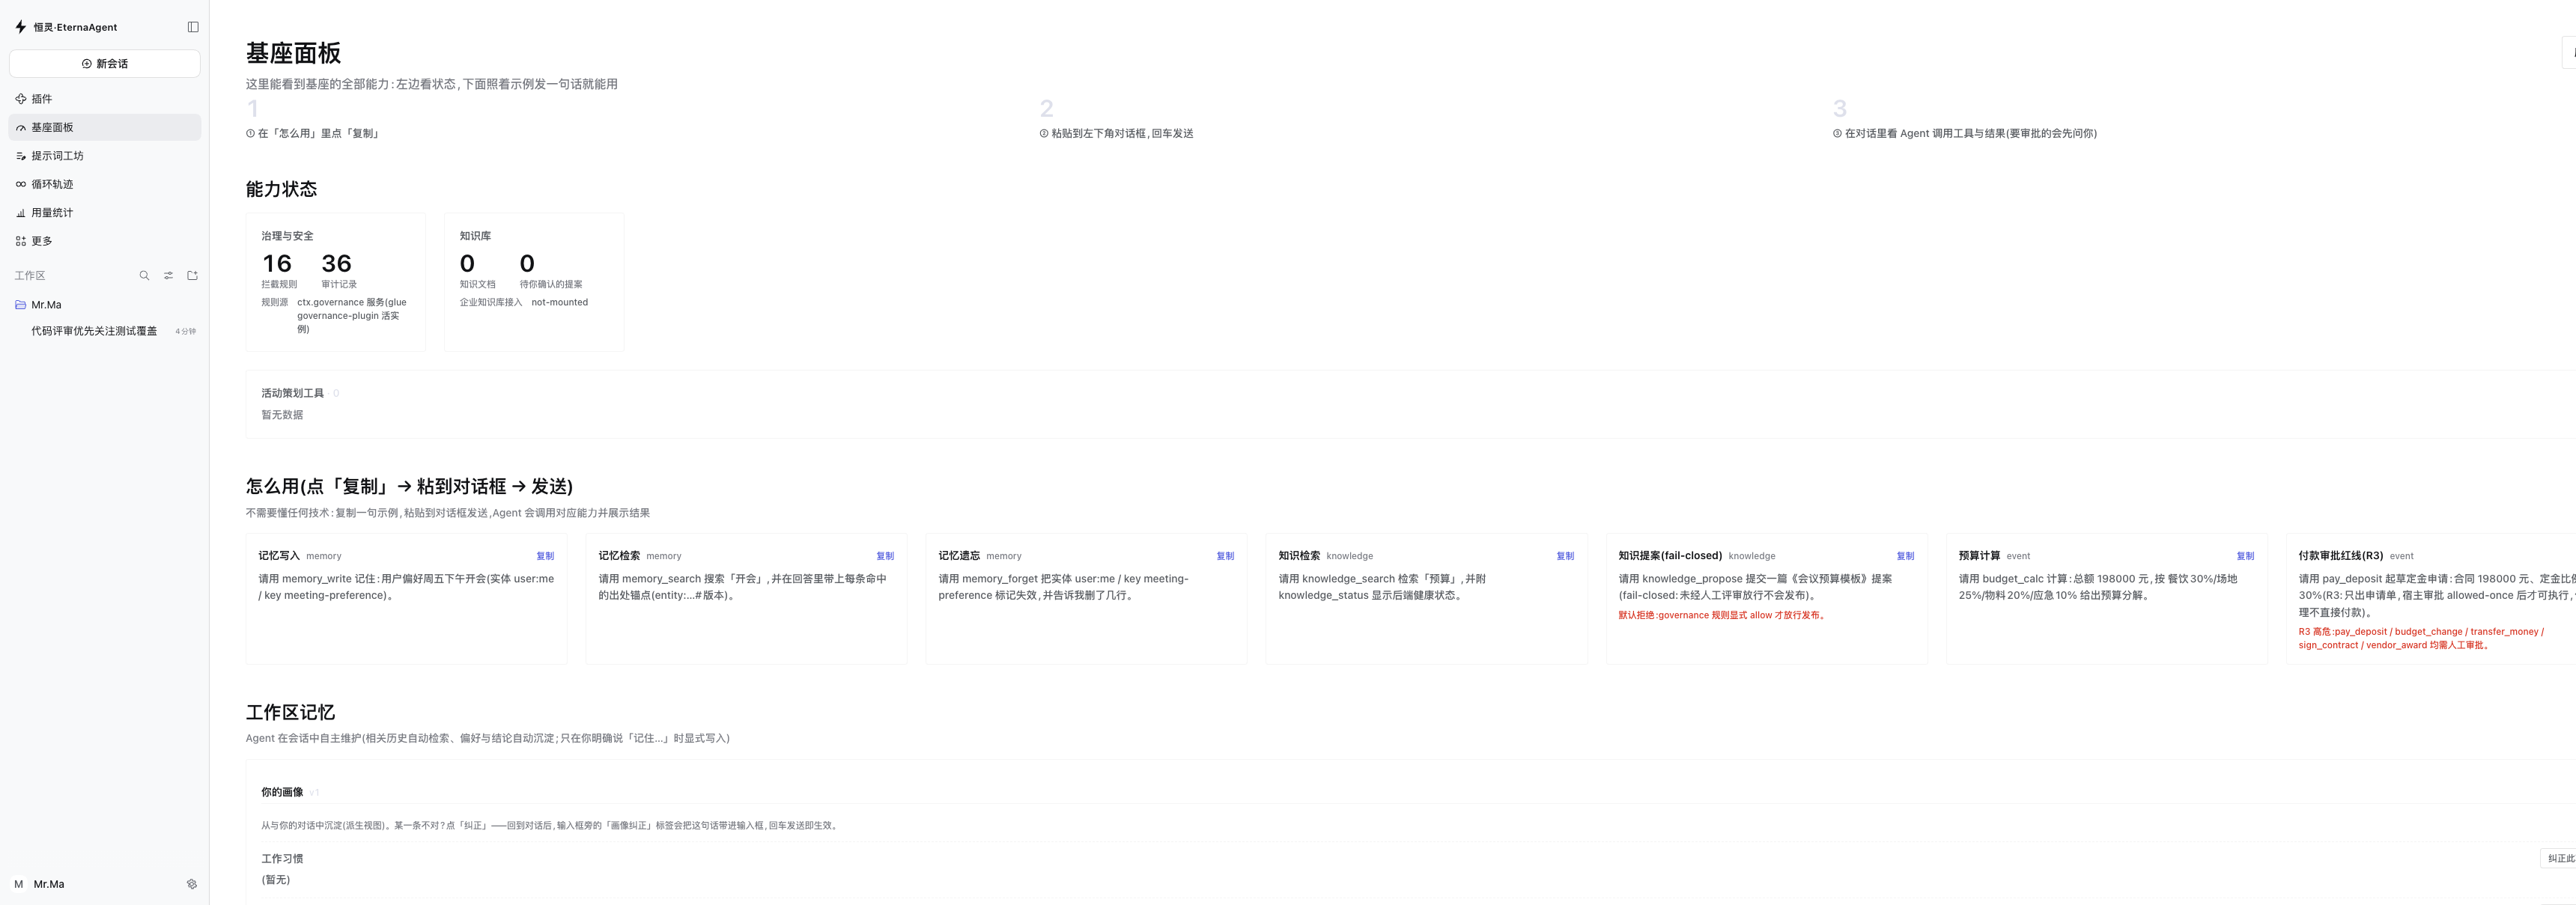 恒灵·EternaAgent
新会话
插件
基座面板
提示词工坊
循环轨迹
用量统计
更多
工作区
Mr.Ma
代码评审优先关注测试覆盖 4 分钟
M Mr.Ma
基座面板
这里能看到基座的全部能力:左边看状态,下面照着示例发一句话就能用
1
① 在「怎么用」里点「复制」
2
② 粘贴到左下角对话框,回车发送
3
③ 在对话里看 Agent 调用工具与结果(要审批的会先问你)
能力状态
治理与安全
16 36
拦截规则 审计记录
规则源 ctx.governance 服务(glue
governance-plugin 活实
例)
知识库
0 0
知识文档 待你确认的提案
企业知识库接入 not-mounted
活动策划工具 0
暂无数据
怎么用(点「复制」→ 粘到对话框 → 发送)
不需要懂任何技术:复制一句示例,粘贴到对话框发送,Agent 会调用对应能力并展示结果
记忆写入 memory 复制
请用 memory_write 记住:用户偏好周五下午开会(实体 user:me
/ key meeting-preference)。
记忆检索 memory 复制
请用 memory_search 搜索「开会」,并在回答里带上每条命中
的出处锚点(entity:...#版本)。
记忆遗忘 memory 复制
请用 memory_forget 把实体 user:me / key meeting-
preference 标记失效,并告诉我删了几行。
知识检索 knowledge 复制
请用 knowledge_search 检索「预算」,并附
knowledge_status 显示后端健康状态。
知识提案(fail-closed) knowledge 复制
请用 knowledge_propose 提交一篇《会议预算模板》提案
(fail-closed:未经人工评审放行不会发布)。
默认拒绝:governance 规则显式 allow 才放行发布。
预算计算 event 复制
请用 budget_calc 计算:总额 198000 元,按 餐饮30%/场地
25%/物料20%/应急10% 给出预算分解。
付款审批红线(R3) event
请用 pay_deposit 起草定金申请:合同 198000 元、定金比
30%(R3:只出申请单,宿主审批 allowed-once 后才可执行,
理不直接付款)。
R3 高危:pay_deposit / budget_change / transfer_money /
sign_contract / vendor_award 均需人工审批。
工作区记忆
Agent 在会话中自主维护(相关历史自动检索、偏好与结论自动沉淀;只在你明确说「记住...」时显式写入)
你的画像 v1
从与你的对话中沉淀(派生视图)。某一条不对?点「纠正」——回到对话后,输入框旁的「画像纠正」标签会把这句话带进输入框,回车发送即生效。
工作习惯 纠正此
(暂无)